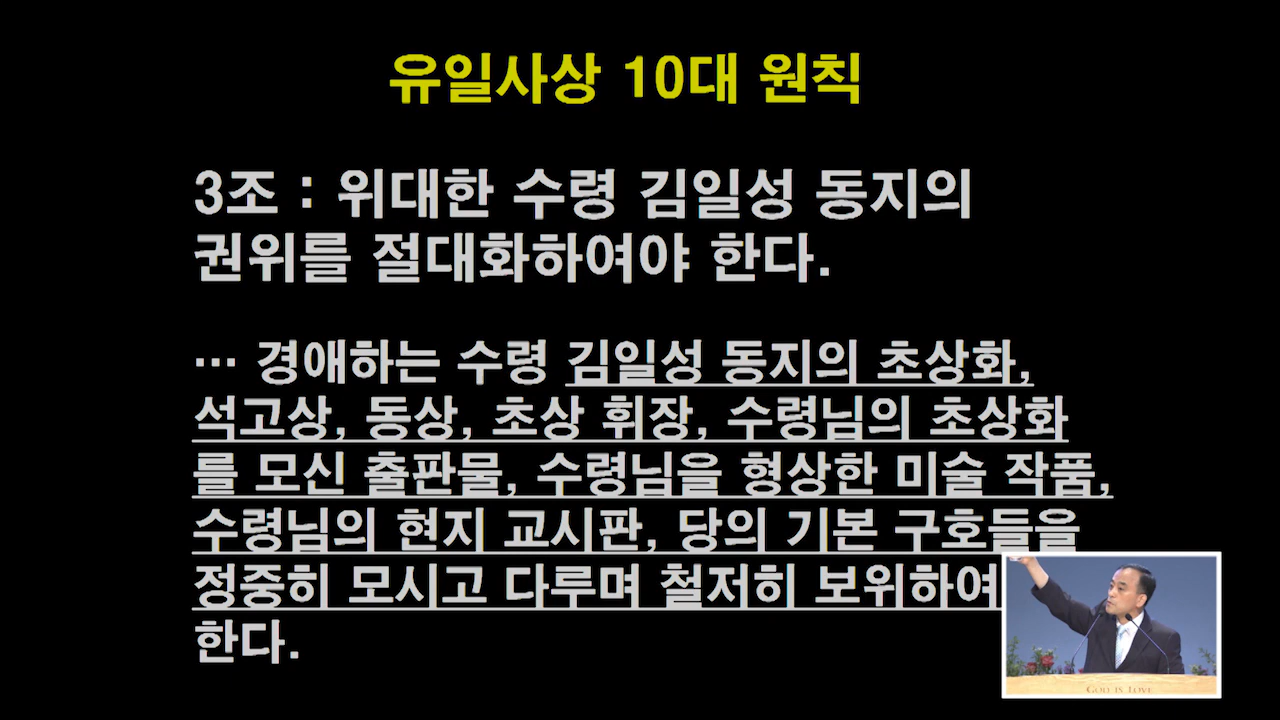 유일사상 10대 원칙
3조 : 위대한 수령 김일성 동지의
권위를 절대화하여야 한다.
… 경애하는 수령 김일성 동지의 초상화,
석고상, 동상, 초상 휘장, 수령님의 초상화
를 모신 출판물, 수령님을 형상한 미술 작품,
수령님의 현지 교시판, 당의 기본 구호들을
정중히 모시고 다루며 철저히 보위하여
한다.
GOD IS LOVE